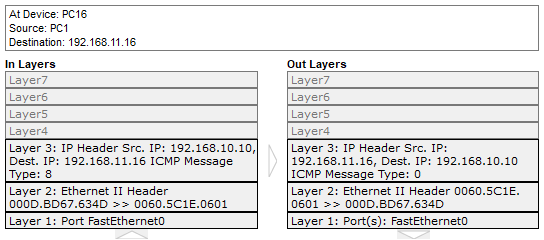 At Device: PC16
Source: PC1
Destination: 192.168.11.16
In Layers
Layer7
Layer6
Layer5
Layer4
Layer 3: IP Header Src. IP: 192.168.10.10,
Dest. IP: 192.168.11.16 ICMP Message
Type: 8
Layer 2: Ethernet II Header
000D.BD67.634D >> 0060.5C1E.0601
Layer 1: Port FastEthernet0
Out Layers
Layer7
Layer6
Layer5
Layer4
Layer 3: IP Header Src. IP:
192.168.11.16, Dest. IP: 192.168.10.10
ICMP Message Type: 0
Layer 2: Ethernet II Header 0060.5C1E.
0601 >> 000D.BD67.634D
Layer 1: Port(s): FastEthernet0